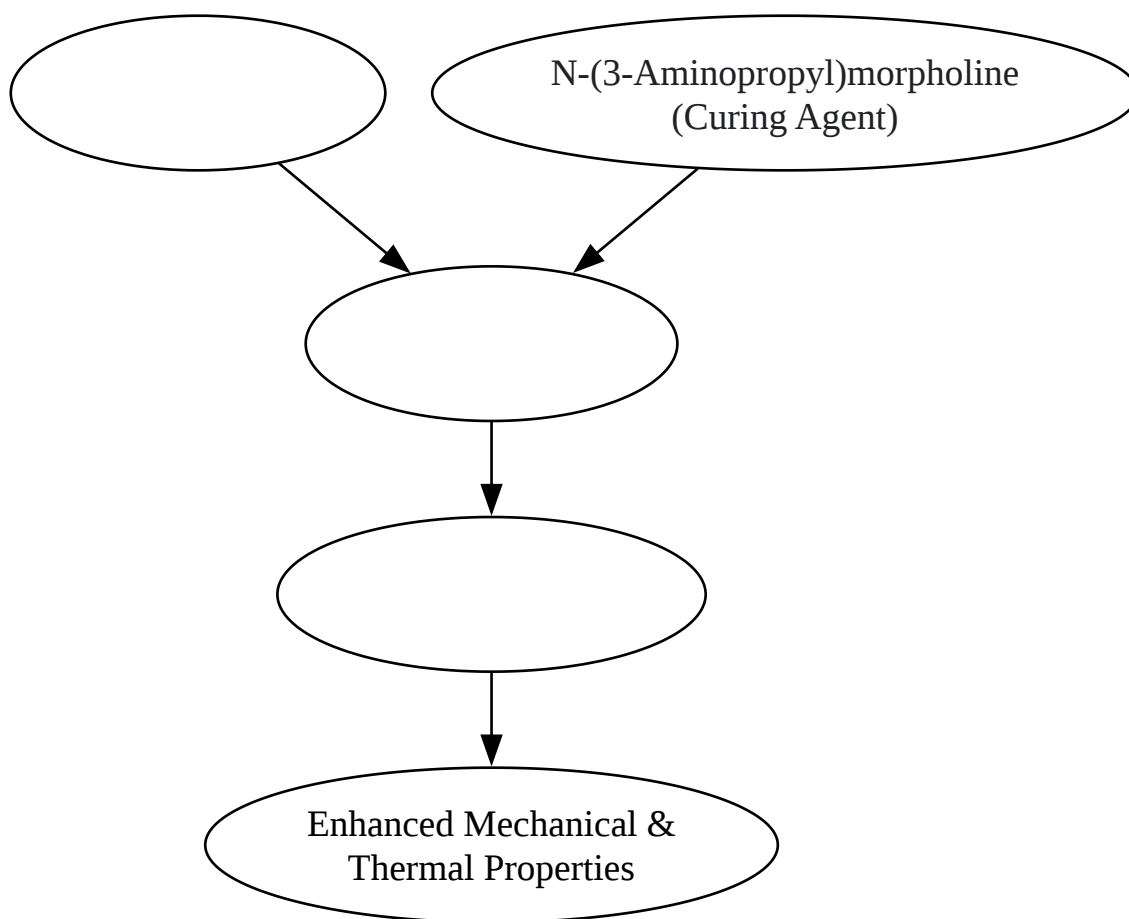 N-(3-Aminopropyl)morpholine
(Curing Agent)
Enhanced Mechanical &
Thermal Properties